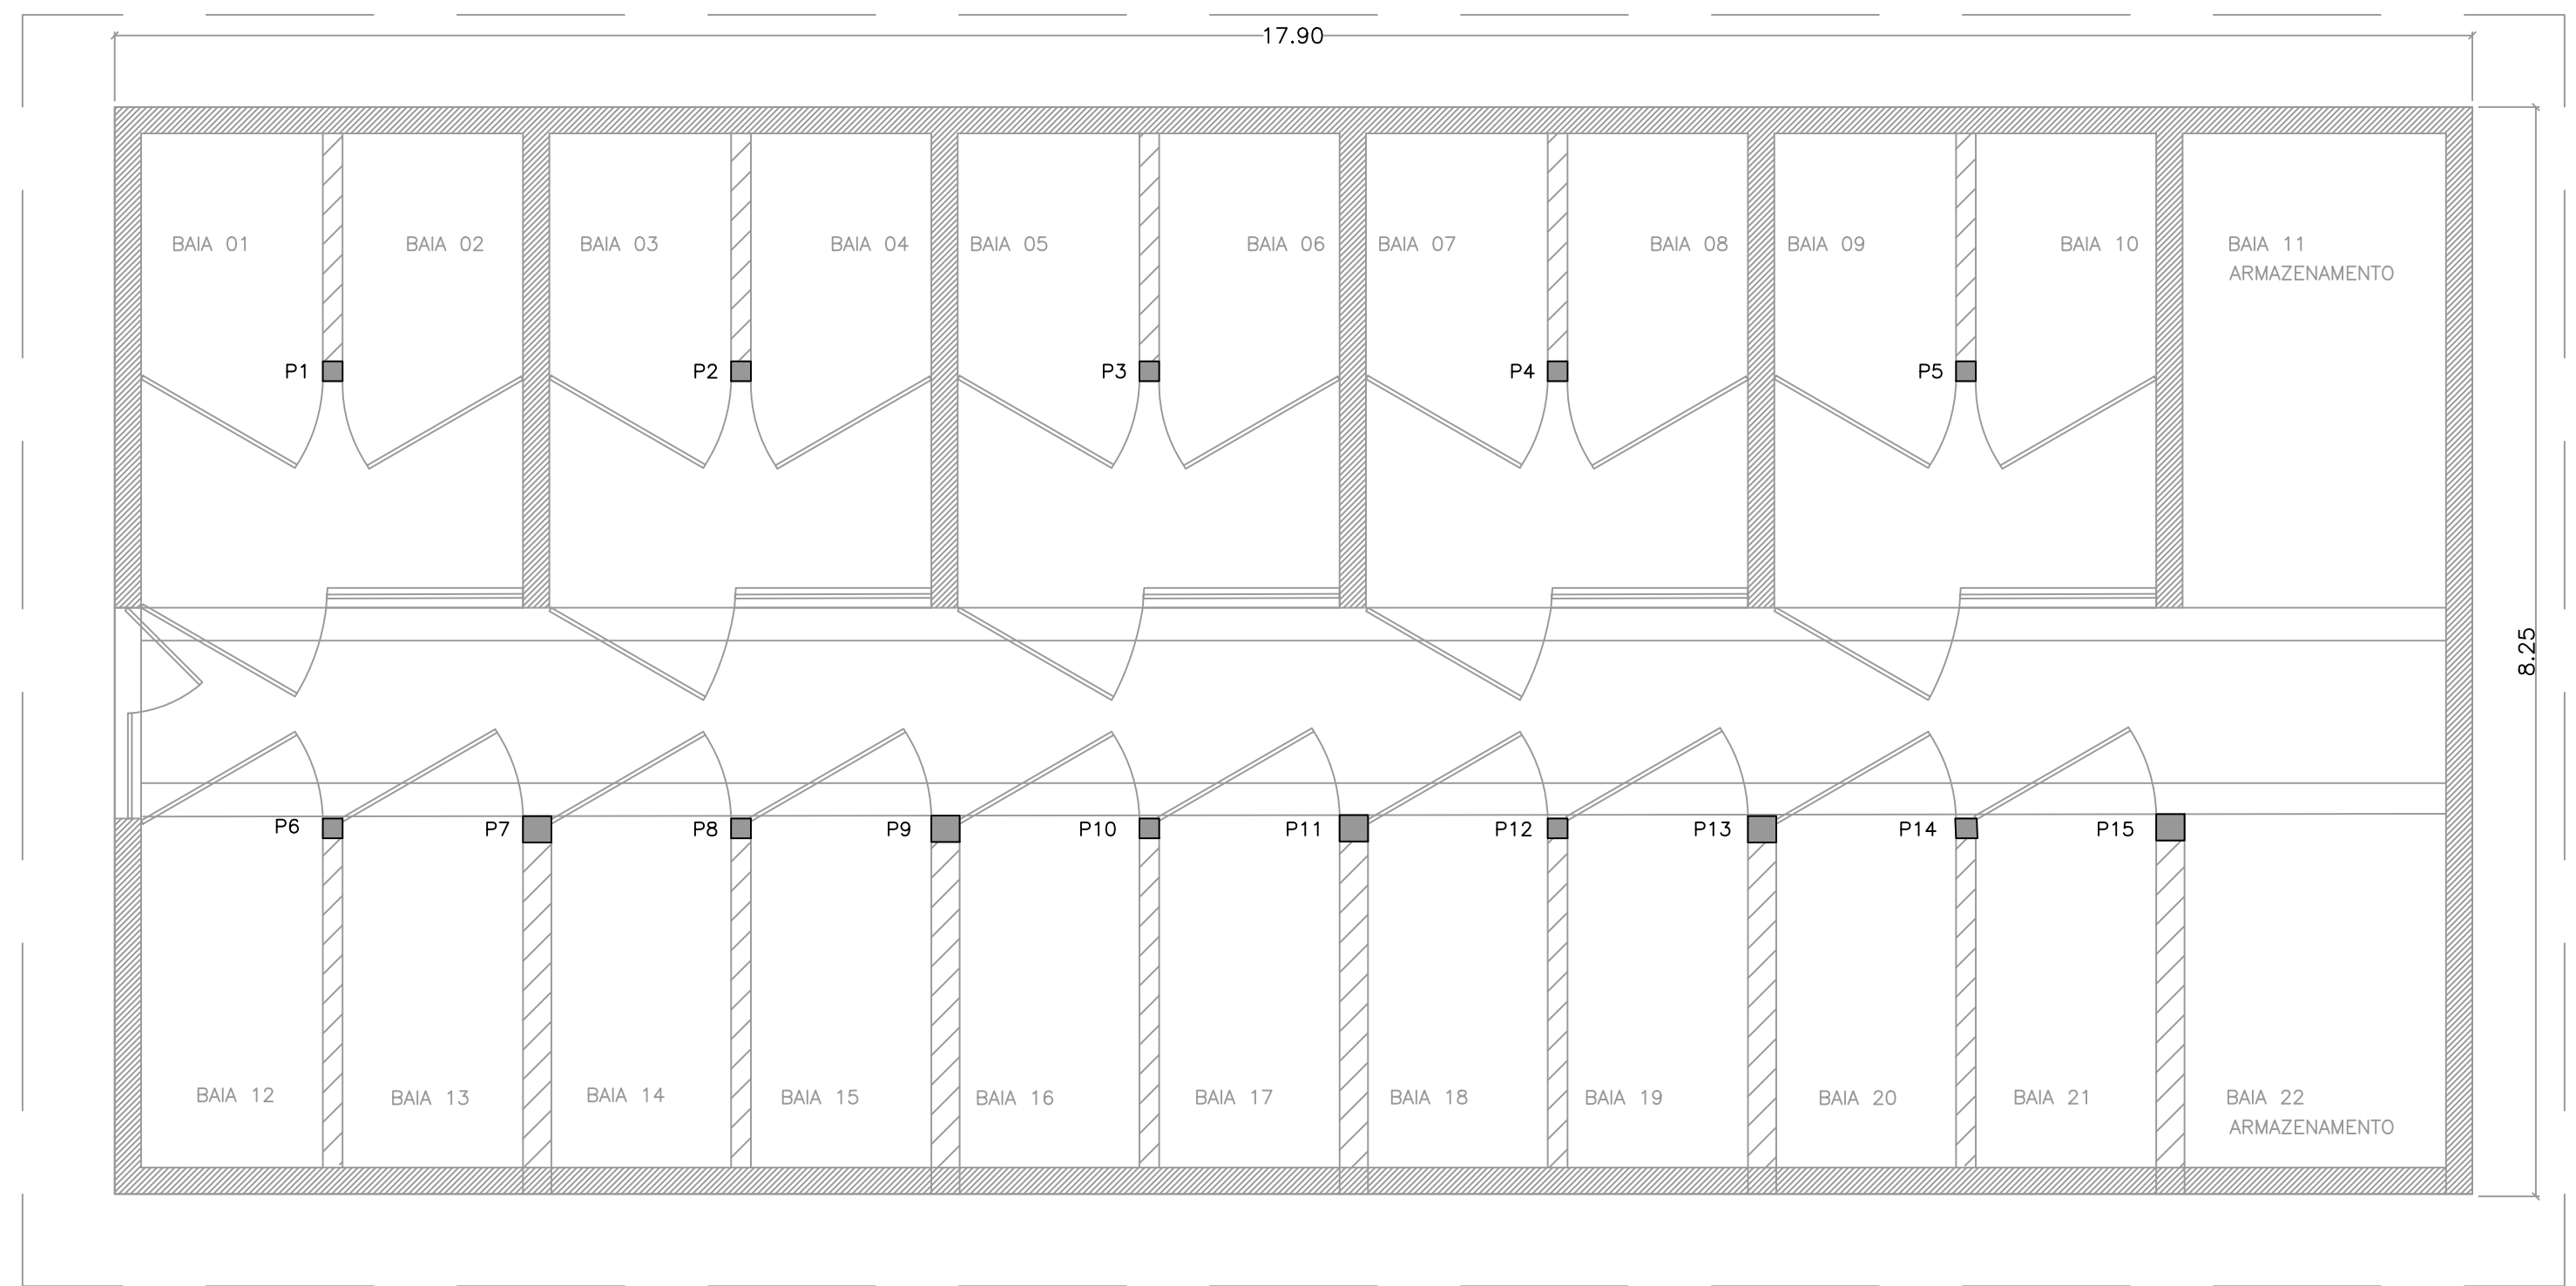 17.90
BAIA 01
BAIA 02
BAIA 03
BAIA 04
BAIA 05
BAIA 06
BAIA 07
BAIA 08
BAIA 09
BAIA 10
BAIA 11
ARMAZENAMENTO
P1
P2
P3
P4
P5
8.25
P6
P7
P8
P9
P10
P11
P12
P13
P14
P15
BAIA 12
BAIA 13
BAIA 14
BAIA 15
BAIA 16
BAIA 17
BAIA 18
BAIA 19
BAIA 20
BAIA 21
BAIA 22
ARMAZENAMENTO